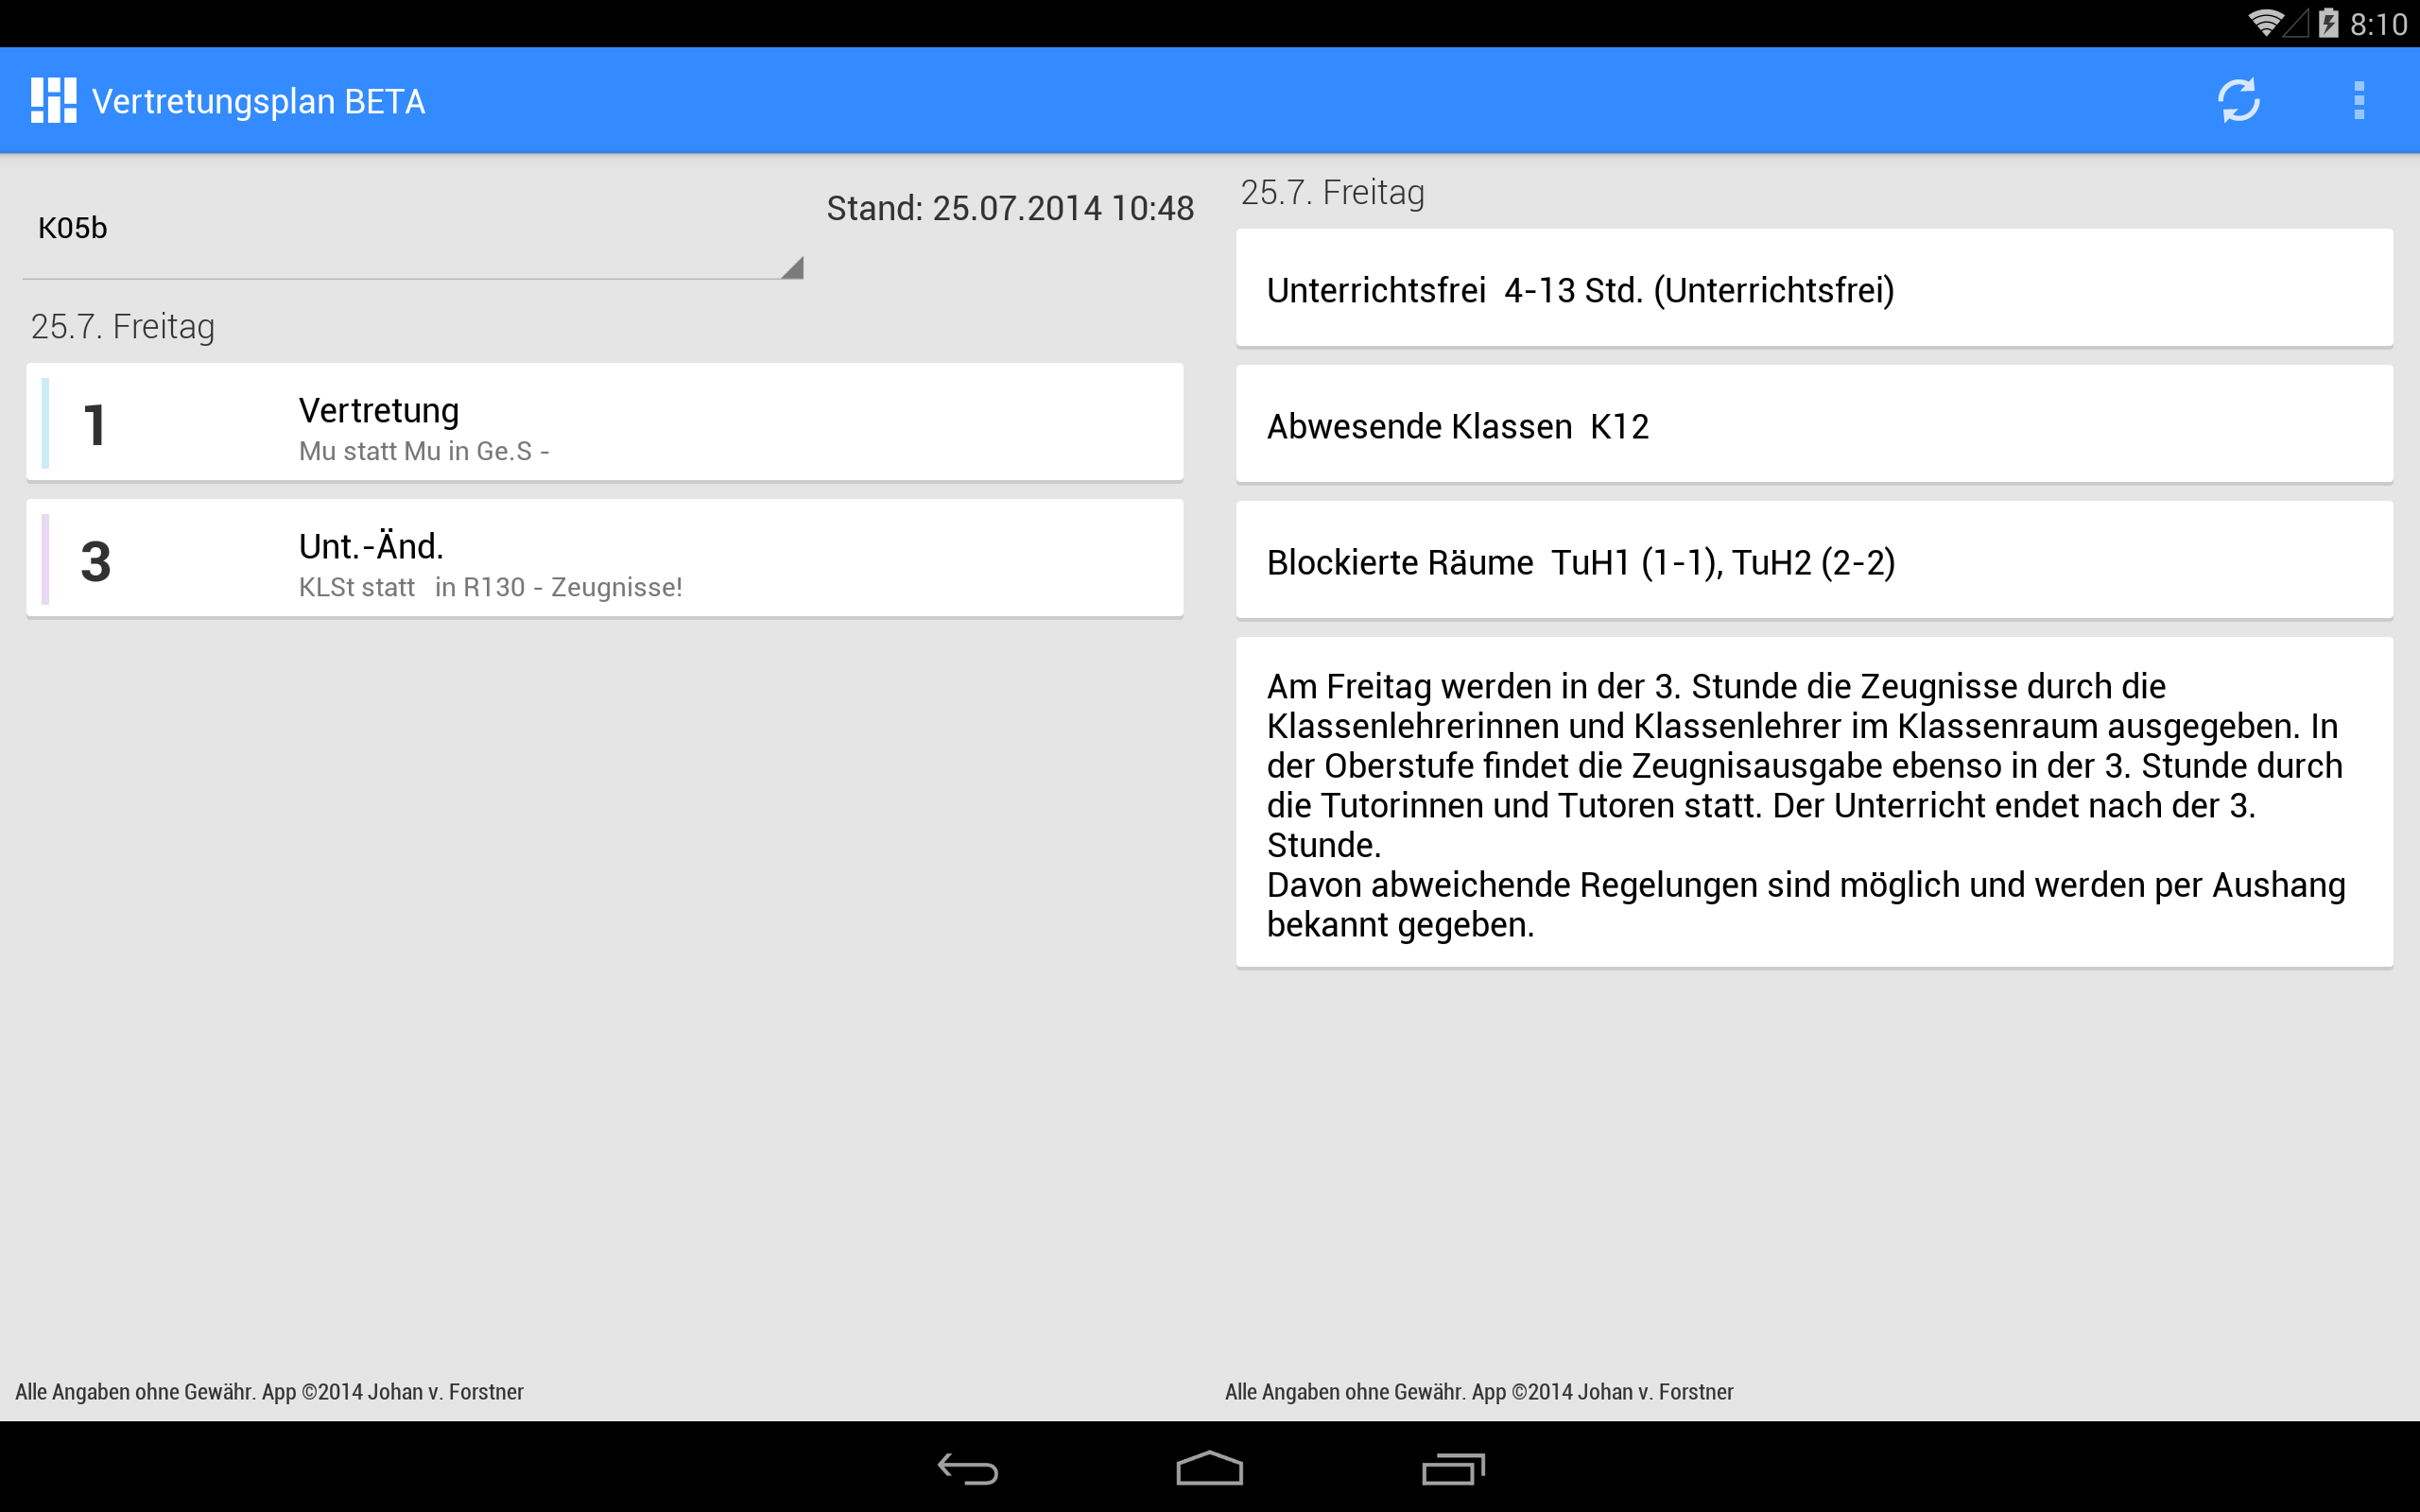 8:10
Vertretungsplan BETA
K05b
Stand: 25.07.2014 10:48
25.7. Freitag
1
Vertretung
Mu statt Mu in Ge.S -
3
Unt.-Änd.
KLSt statt   in R130 - Zeugnisse!
25.7. Freitag
Unterrichtsfrei  4-13 Std. (Unterrichtsfrei)
Abwesende Klassen  K12
Blockierte Räume  TuH1 (1-1), TuH2 (2-2)
Am Freitag werden in der 3. Stunde die Zeugnisse durch die
Klassenlehrerinnen und Klassenlehrer im Klassenraum ausgegeben. In
der Oberstufe findet die Zeugnisausgabe ebenso in der 3. Stunde durch
die Tutorinnen und Tutoren statt. Der Unterricht endet nach der 3.
Stunde.
Davon abweichende Regelungen sind möglich und werden per Aushang
bekannt gegeben.
Alle Angaben ohne Gewähr. App ©2014 Johan v. Forstner
Alle Angaben ohne Gewähr. App ©2014 Johan v. Forstner